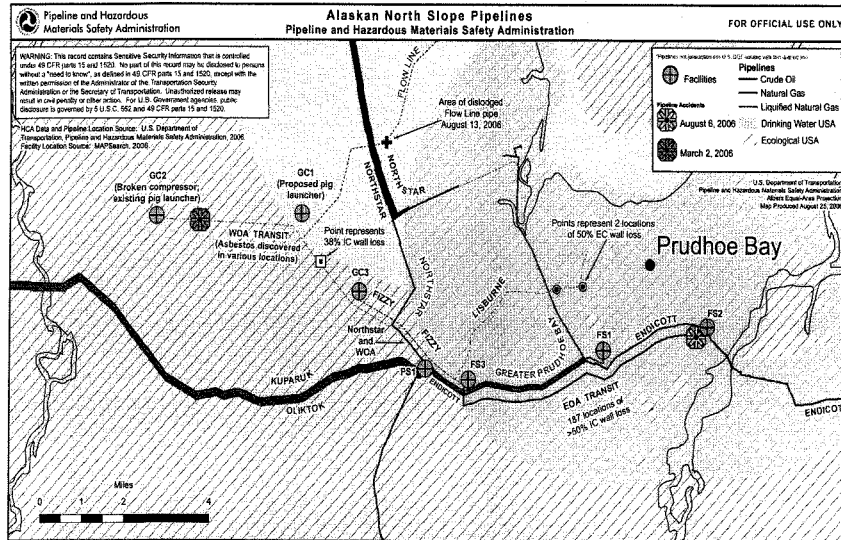 Pipeline and Hazardous
Materials Safety Administration
Alaskan North Slope Pipelines
Pipeline and Hazardous Materials Safety Administration
FOR OFFICIAL USE ONLY
WARNING: This record contains Sensitive Security Information that is controlled
under 49 CFR parts 15 and 1520. No part of this record may be disclosed to persons
without a "need to know", as defined in 49 CFR parts 15 and 1520, except with the
written permission of the Administrator of the Transportation Security
Administration or the Secretary of Transportation. Unauthorized release may
result in civil penalty or other action. For U.S. Government agencies, public
disclosure is governed by 5 U.S.C. 552 and 49 CFR parts 15 and 1520.
HCA Data and Pipeline Location Source: U.S. Department of
Transportation, Pipeline and Hazardous Materials Safety Administration, 2006.
Facility Location Source: MAPSearch, 2006.
Facilities
Pipeline Accidents
August 6, 2006
March 2, 2006
Pipelines
Crude Oil
Natural Gas
Liquified Natural Gas
Drinking Water USA
Ecological USA
U.S. Department of Transportation
Pipeline and Hazardous Materials Safety Administration
Albers Equal-Area Projection
Map Produced August 25, 2006
FLOW LINE
Area of dislodged
Flow Line pipe
August 13, 2006
NORTHSTAR
NORTHSTAR
GC2
(Broken compressor;
existing pig launcher)
GC1
(Proposed pig
launcher)
WOA TRANSIT
(Asbestos discovered
in various locations)
Point represents
38% IC wall loss
Points represent 2 locations
of 50% EC wall loss
Prudhoe Bay
GC3
FIZZY
NORTHSTAR
LISBURNE
FIZZY
Northstar
and
WOA
PRUDHOE BAY
FS1
ENDICOTT
FS2
KUPARUK
OLIKTOK
FS1
ENDICOTT
FS3
GREATER PRUDHOE BAY
EOA TRANSIT
187 locations of
>50% IC wall loss
ENDICOTT
Miles
0
2
4